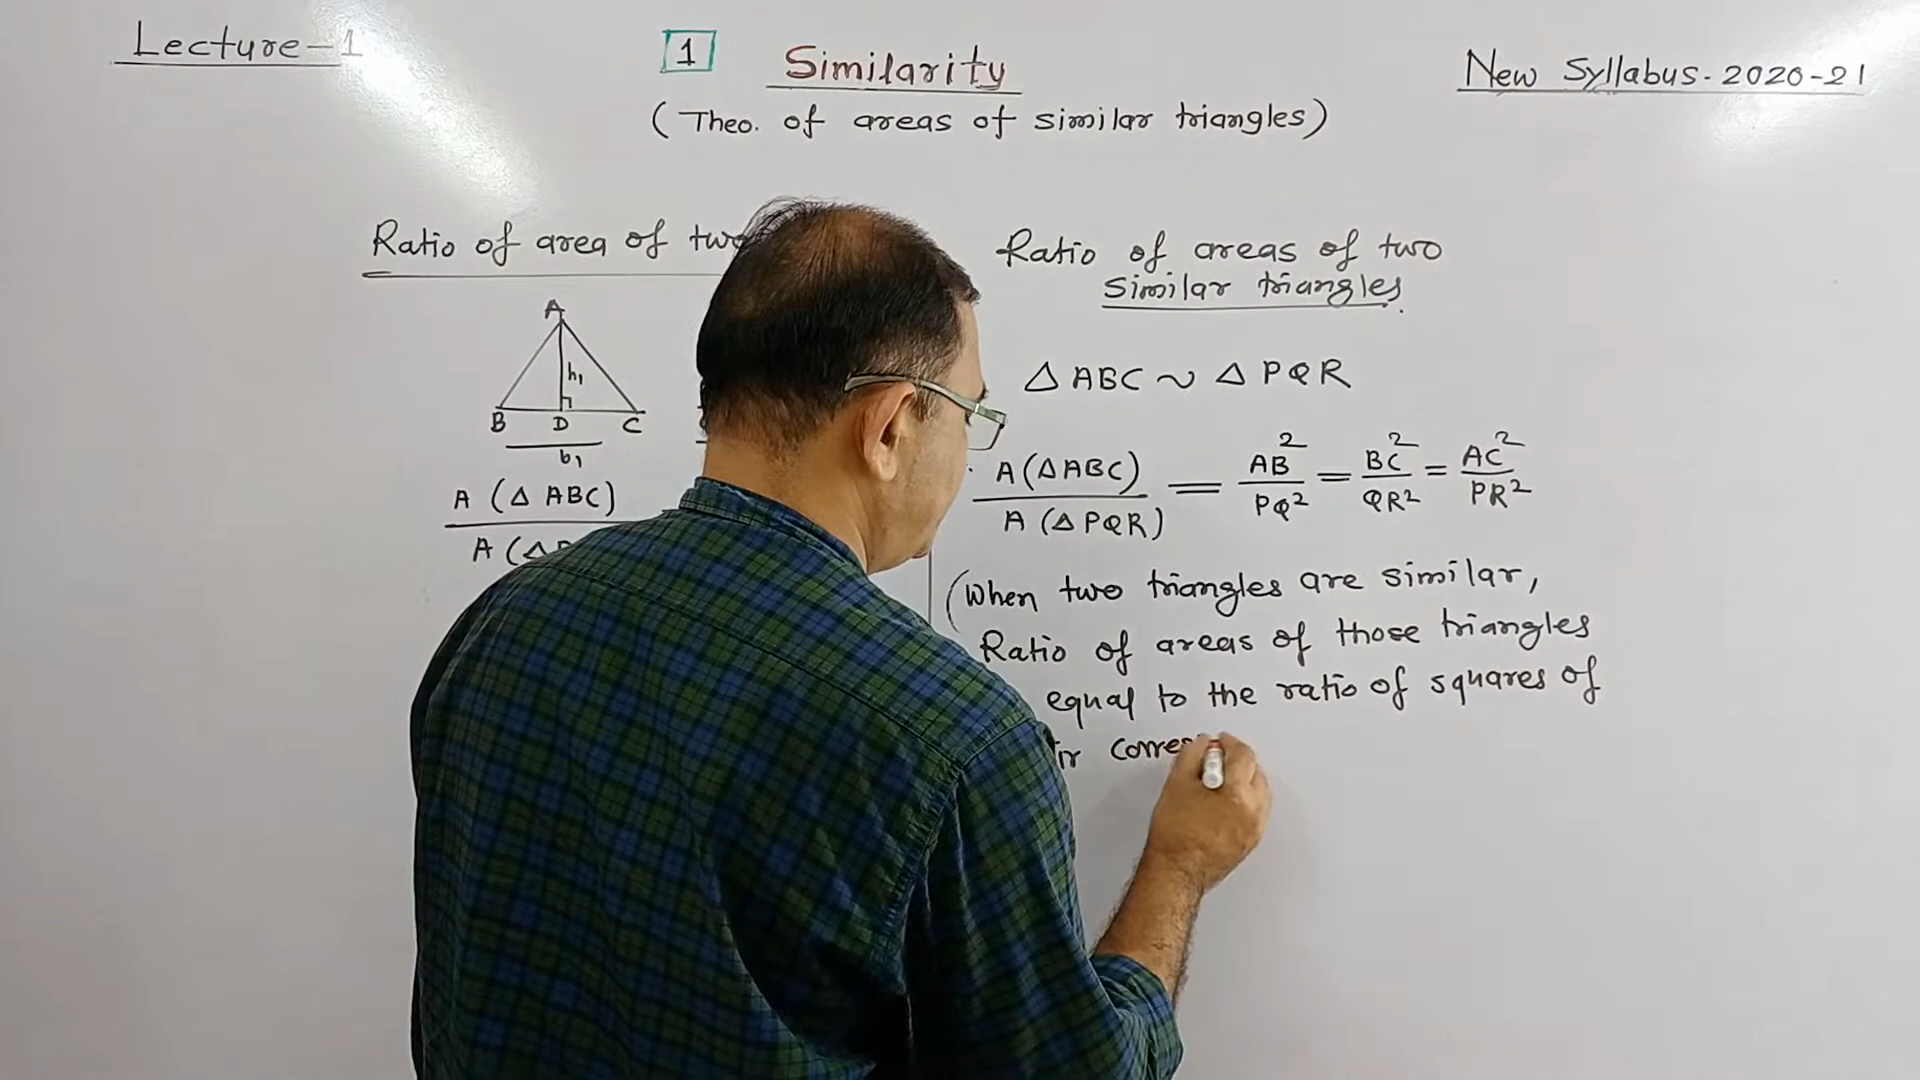 Lecture-1
1 Similarity
New Syllabus. 2020-21
(Theo. of areas of similar triangles)
Ratio of area of two
A
h₁
B D C
b₁
A (△ ABC)
A (△
Ratio of areas of two
Similar triangles.
△ ABC ~ △ PQR
A (△ABC) = AB² = BC² = AC²
A (△ PQR) PQ² QR² PR²
(When two triangles are similar,
Ratio of areas of those triangles
equal to the ratio of squares of